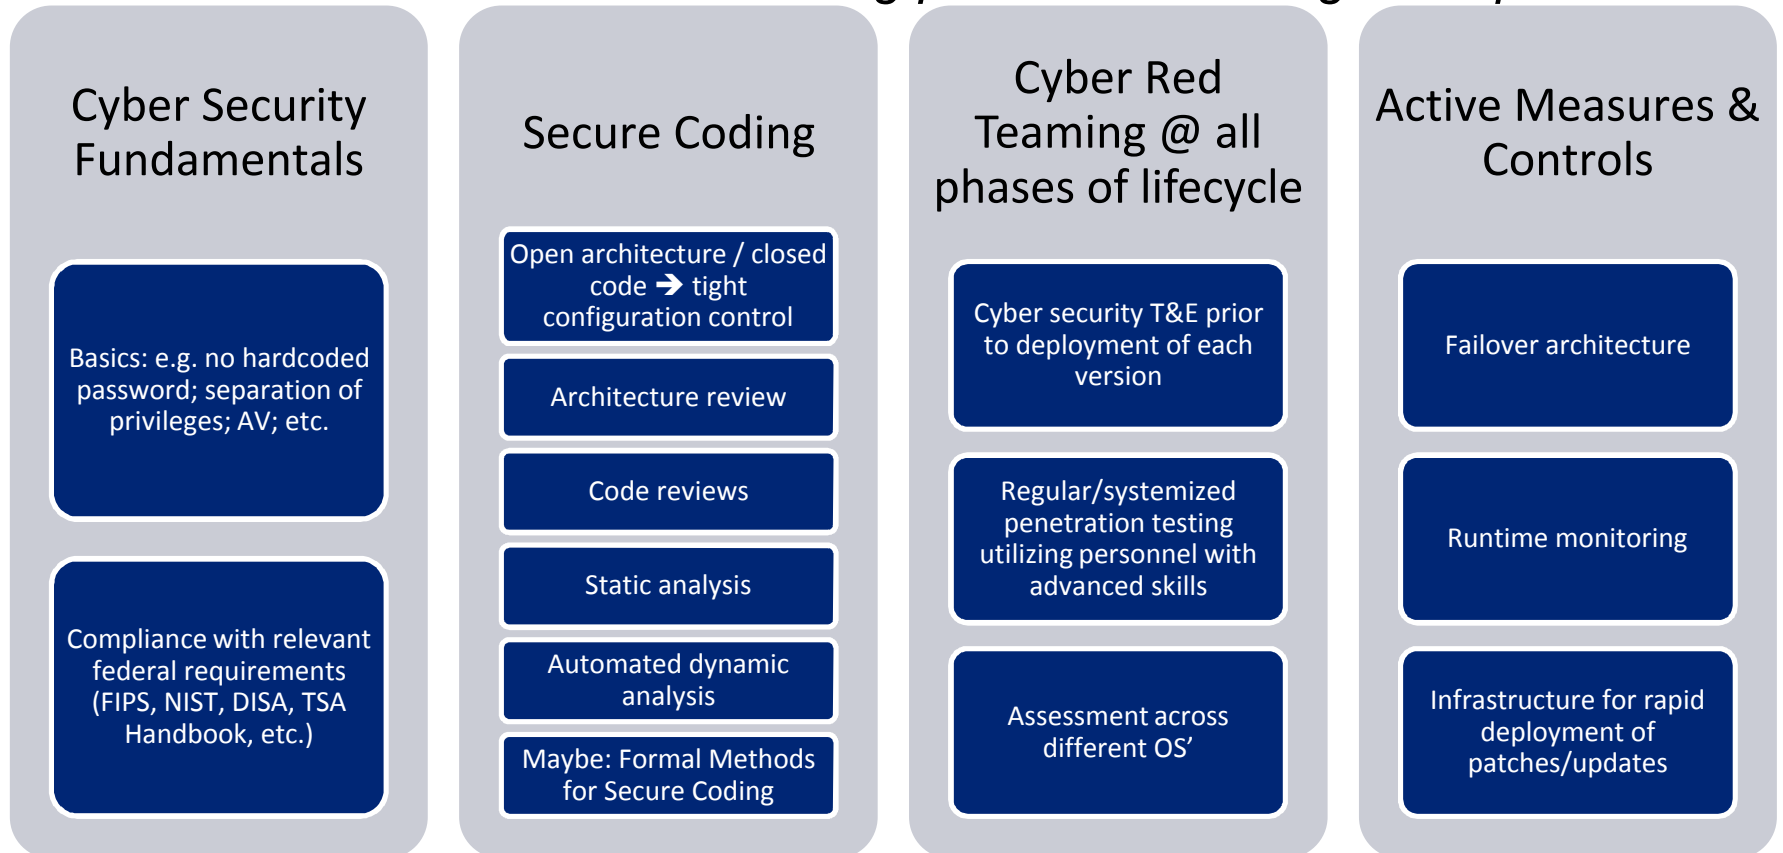 Cyber Security
Fundamentals
Basics: e.g. no hardcoded
password; separation of
privileges; AV; etc.
Compliance with relevant
federal requirements
(FIPS, NIST, DISA, TSA
Handbook, etc.)
Secure Coding
Open architecture / closed
code ➔ tight
configuration control
Architecture review
Code reviews
Static analysis
Automated dynamic
analysis
Maybe: Formal Methods
for Secure Coding
Cyber Red
Teaming @ all
phases of lifecycle
Cyber security T&E prior
to deployment of each
version
Regular/systemized
penetration testing
utilizing personnel with
advanced skills
Assessment across
different OS’
Active Measures &
Controls
Failover architecture
Runtime monitoring
Infrastructure for rapid
deployment of
patches/updates